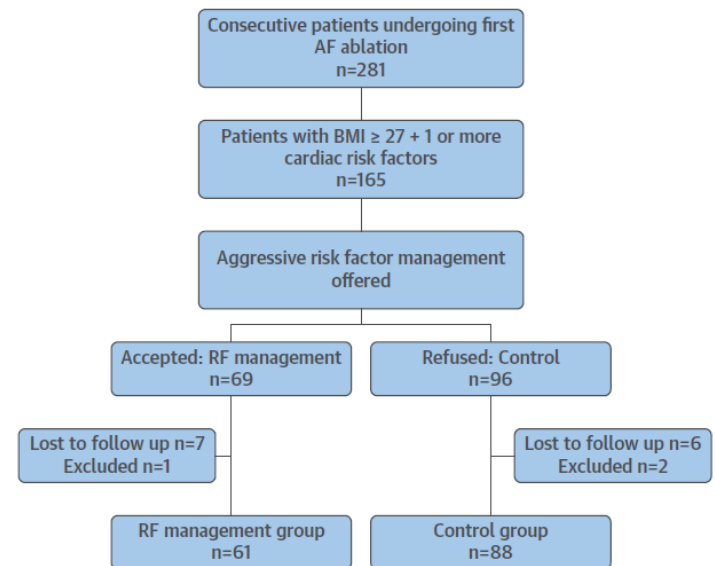 Consecutive patients undergoing first
AF ablation
n=281
Patients with BMI ≥ 27 + 1 or more
cardiac risk factors
n=165
Aggressive risk factor management
offered
Accepted: RF management
n=69
Refused: Control
n=96
Lost to follow up n=7
Excluded n=1
Lost to follow up n=6
Excluded n=2
RF management group
n=61
Control group
n=88